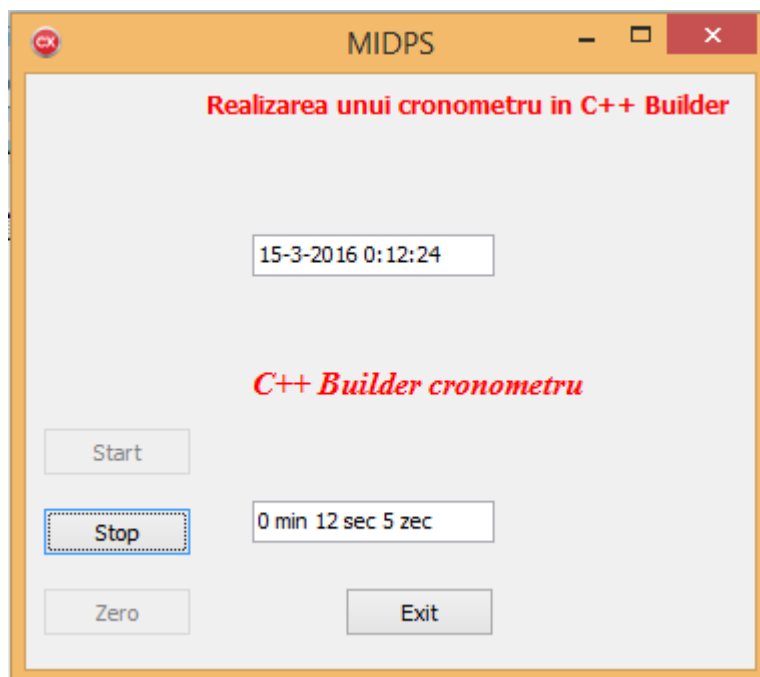 MIDPS
Realizarea unui cronometru in C++ Builder
15-3-2016 0:12:24
C++ Builder cronometru
Start
Stop
0 min 12 sec 5 zec
Zero
Exit